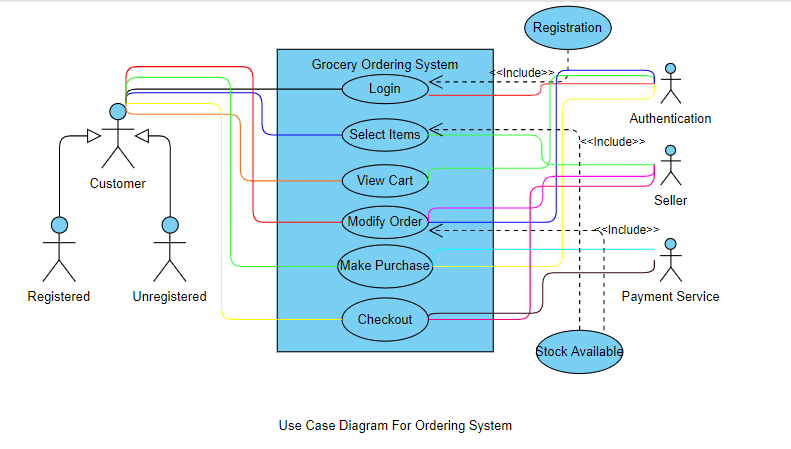 Registration
Grocery Ordering System
<<Include>>
Login
Authentication
Select Items
<<Include>>
View Cart
Customer
Seller
Modify Order
<<Include>>
Make Purchase
Registered
Unregistered
Payment Service
Checkout
Stock Available
Use Case Diagram For Ordering System